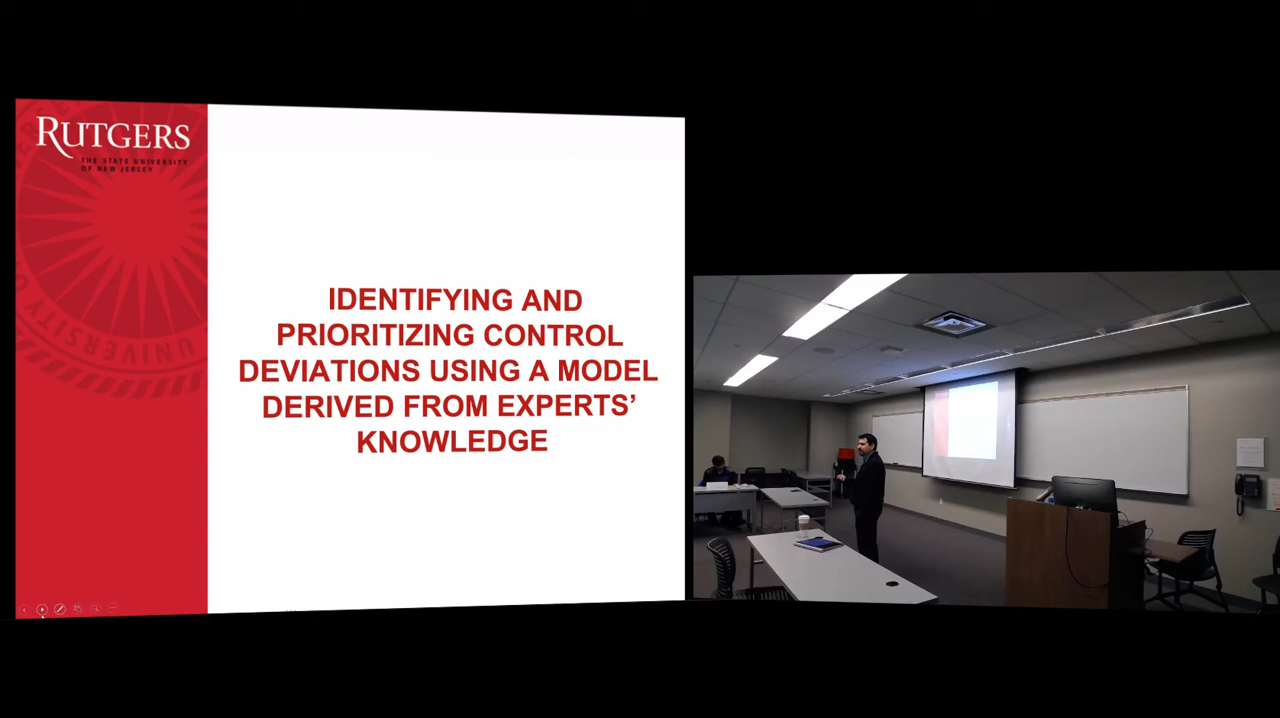 RUTGERS
THE STATE UNIVERSITY
OF NEW JERSEY
IDENTIFYING AND
PRIORITIZING CONTROL
DEVIATIONS USING A MODEL
DERIVED FROM EXPERTS’
KNOWLEDGE